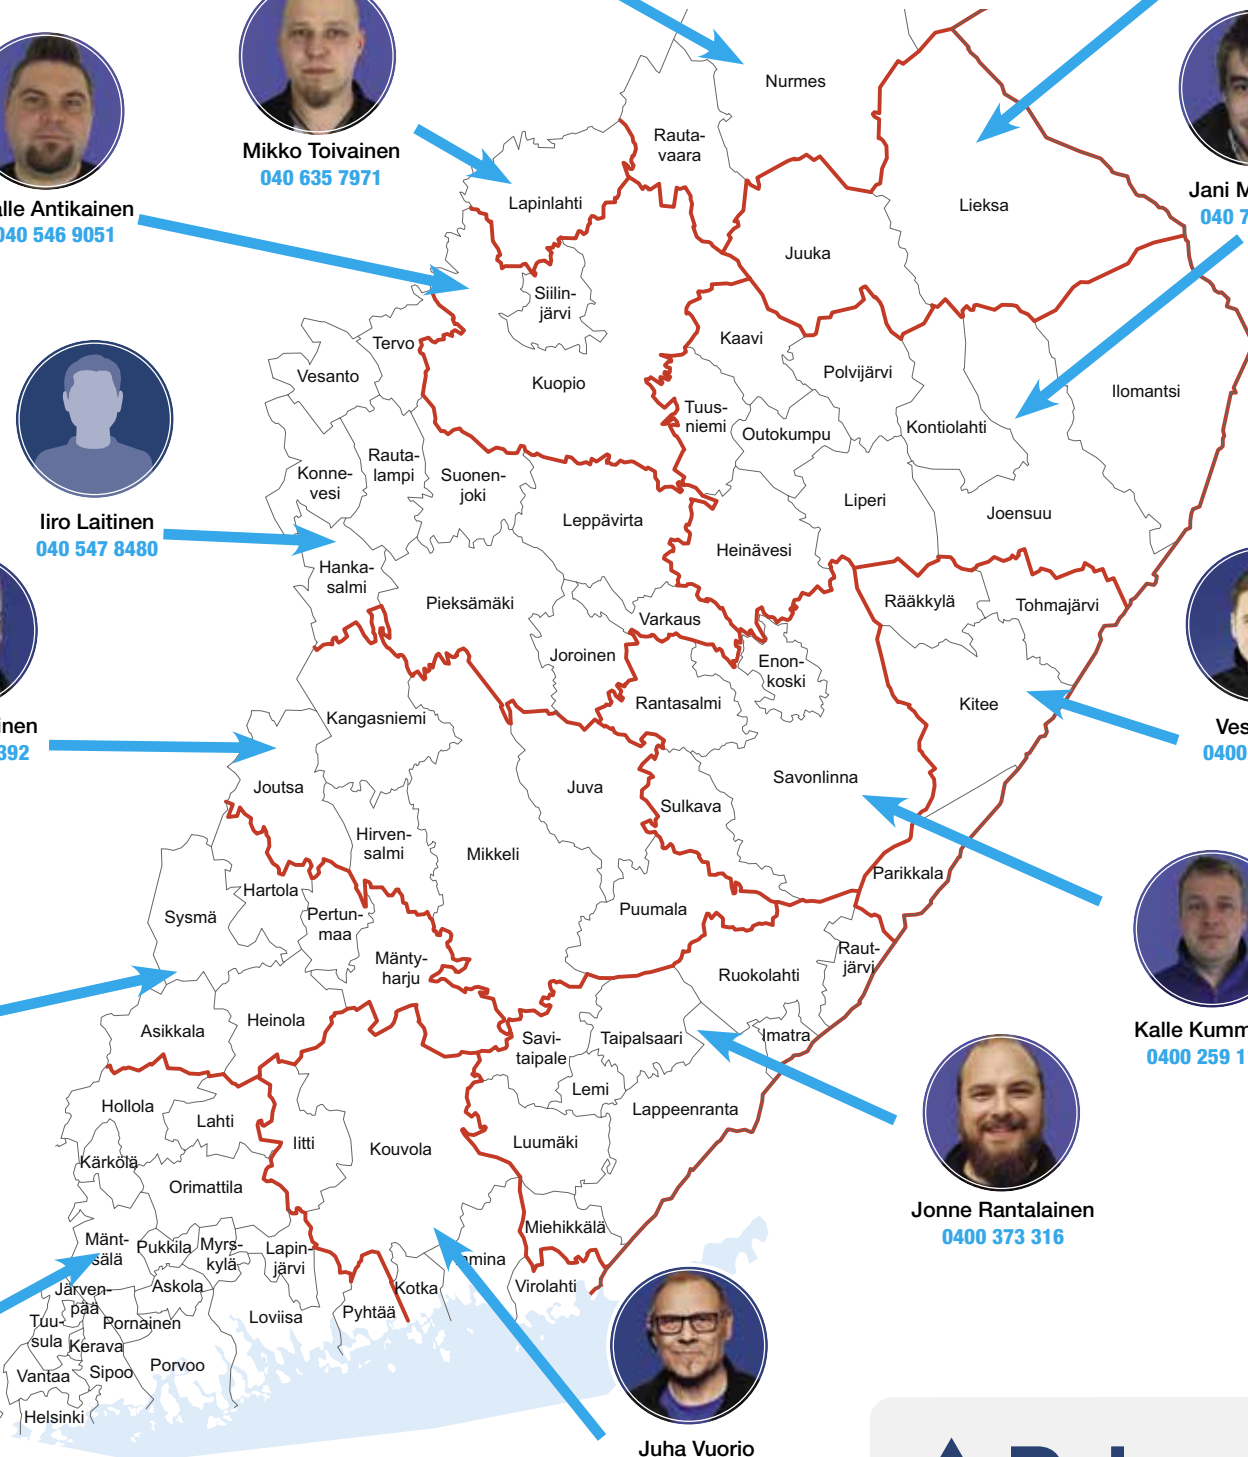 Nurmes
Rauta-
vaara
Mikko Toivainen
040 635 7971
Lapinlahti
Lieksa
Jani M
040 7
alle Antikainen
040 546 9051
Juuka
Siilin-
järvi
Kaavi
Tervo
Vesanto
Kuopio
Polvijärvi
Ilomantsi
Tuus-
niemi
Outokumpu
Kontiolahti
Rauta-
lampi
Konne-
vesi
Suonen-
joki
Liperi
Joensuu
Leppävirta
Heinävesi
Iiro Laitinen
040 547 8480
Hanka-
salmi
Pieksämäki
Varkaus
Rääkkylä
Tohmajärvi
Joroinen
Enon-
koski
Rantasalmi
Kitee
Kangasniemi
inen
392
Ves
0400
Joutsa
Juva
Savonlinna
Sulkava
Hirven-
salmi
Mikkeli
Parikkala
Hartola
Sysmä
Pertun-
maa
Puumala
Mänty-
harju
Ruokolahti
Raut-
järvi
Asikkala
Heinola
Savi-
taipale
Taipalsaari
Imatra
Kalle Kumm
0400 259 1
Lemi
Lappeenranta
Hollola
Lahti
Iitti
Kouvola
Luumäki
Kärkölä
Orimattila
Jonne Rantalainen
0400 373 316
Miehikkälä
Mänt-
sälä
Pukkila
Myrs-
kylä
Lapin-
järvi
mina
Virolahti
Kotka
Askola
Järven-
pää
Pyhtää
Loviisa
Pornainen
Tuu-
sula
Kerava
Sipoo
Porvoo
Vantaa
Helsinki
Juha Vuorio